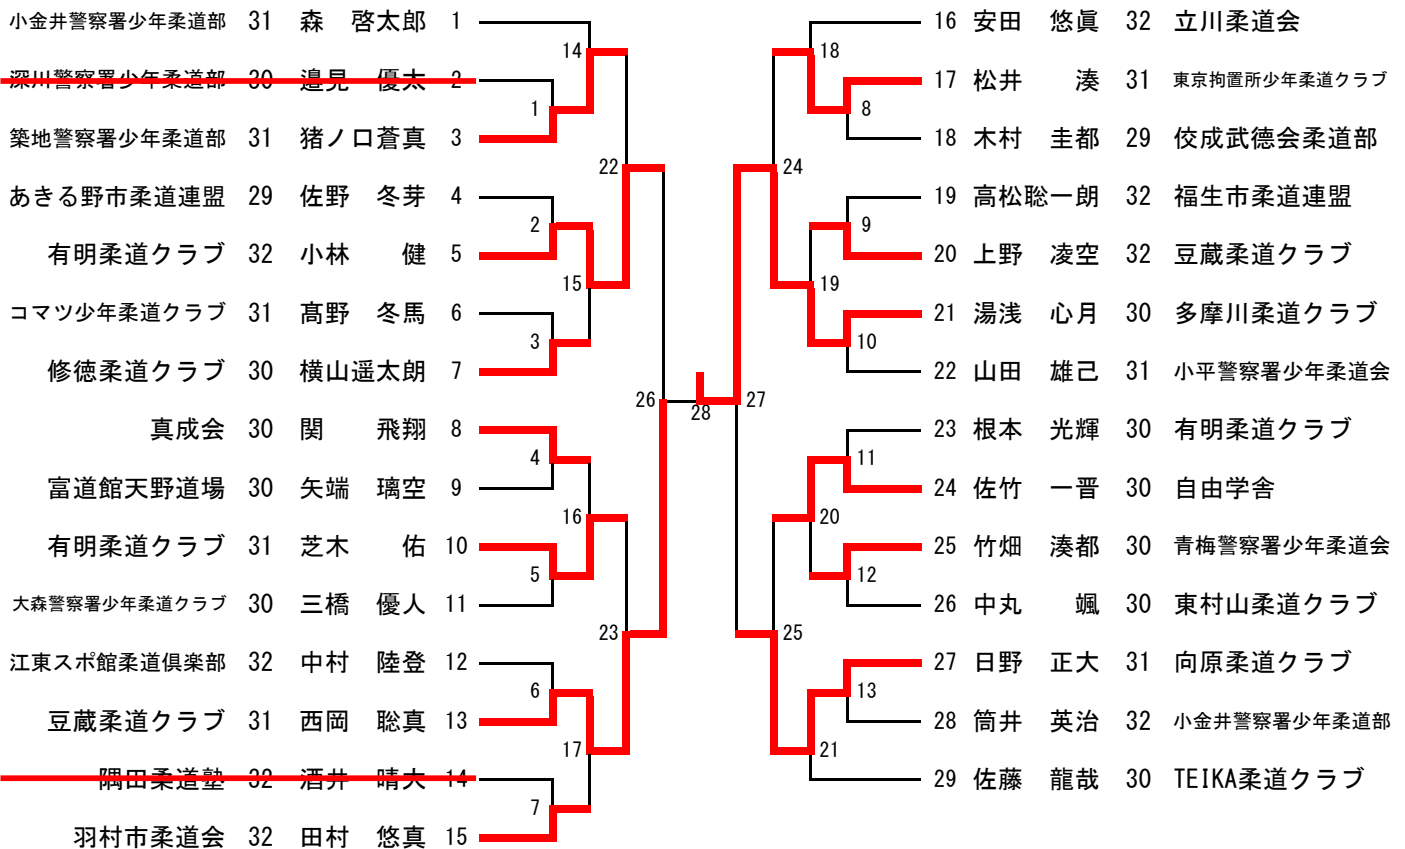 小金井警察署少年柔道部 31 森 啓太郎 1
深川警察署少年柔道部 30 邉見 優太 2
築地警察署少年柔道部 31 猪ノ口蒼真 3
あきる野市柔道連盟 29 佐野 冬芽 4
有明柔道クラブ 32 小林 健 5
コマツ少年柔道クラブ 31 髙野 冬馬 6
修徳柔道クラブ 30 横山遥太朗 7
真成会 30 関 飛翔 8
富道館天野道場 30 矢端 璃空 9
有明柔道クラブ 31 芝木 佑 10
大森警察署少年柔道クラブ 30 三橋 優人 11
江東スポ館柔道倶楽部 32 中村 陸登 12
豆蔵柔道クラブ 31 西岡 聡真 13
隅田柔道塾 32 酒井 晴大 14
羽村市柔道会 32 田村 悠真 15
1
2
3
4
5
6
7
14
15
16
17
22
23
26
28
27
24
25
18
19
20
21
8
9
10
11
12
13
16 安田 悠眞 32 立川柔道会
17 松井 湊 31 東京拘置所少年柔道クラブ
18 木村 圭都 29 佼成武德会柔道部
19 高松聡一朗 32 福生市柔道連盟
20 上野 凌空 32 豆蔵柔道クラブ
21 湯浅 心月 30 多摩川柔道クラブ
22 山田 雄己 31 小平警察署少年柔道会
23 根本 光輝 30 有明柔道クラブ
24 佐竹 一晋 30 自由学舎
25 竹畑 湊都 30 青梅警察署少年柔道会
26 中丸 颯 30 東村山柔道クラブ
27 日野 正大 31 向原柔道クラブ
28 筒井 英治 32 小金井警察署少年柔道部
29 佐藤 龍哉 30 TEIKA柔道クラブ